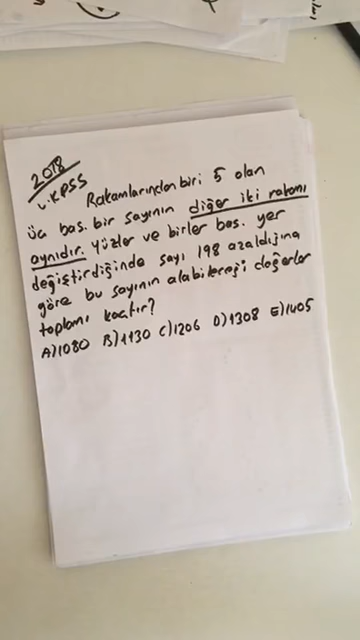 2018
L.KPSS
Rakamlarından biri 5 olan
üç bas. bir sayının diğer iki rakamı
aynıdır. Yüzler ve birler bas. yer
değiştirdiğinde sayı 198 azaldığına
göre bu sayının alabileceği değerler
toplamı kaçtır?
A)1080 B)1130 C)1206 D)1308 E)1405